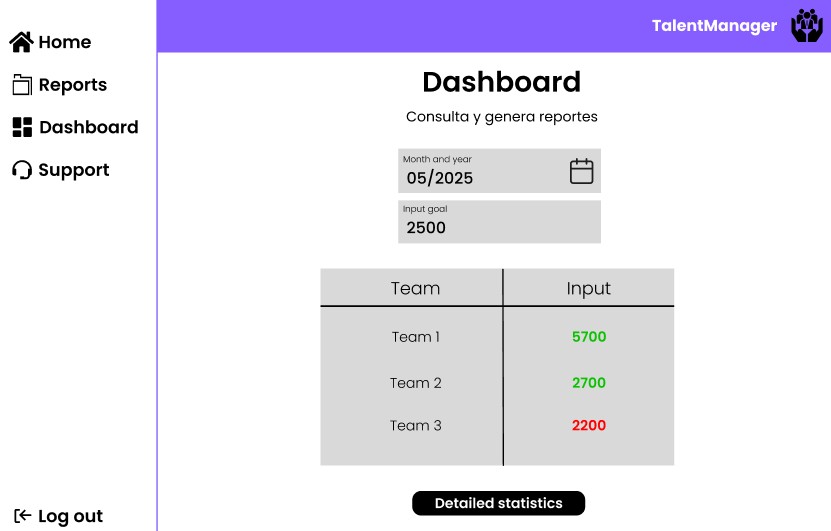 TalentManager
Home
Reports
Dashboard
Support
Log out
Dashboard
Consulta y genera reportes
Month and year
05/2025
Input goal
2500
Team Input
Team 1 5700
Team 2 2700
Team 3 2200
Detailed statistics